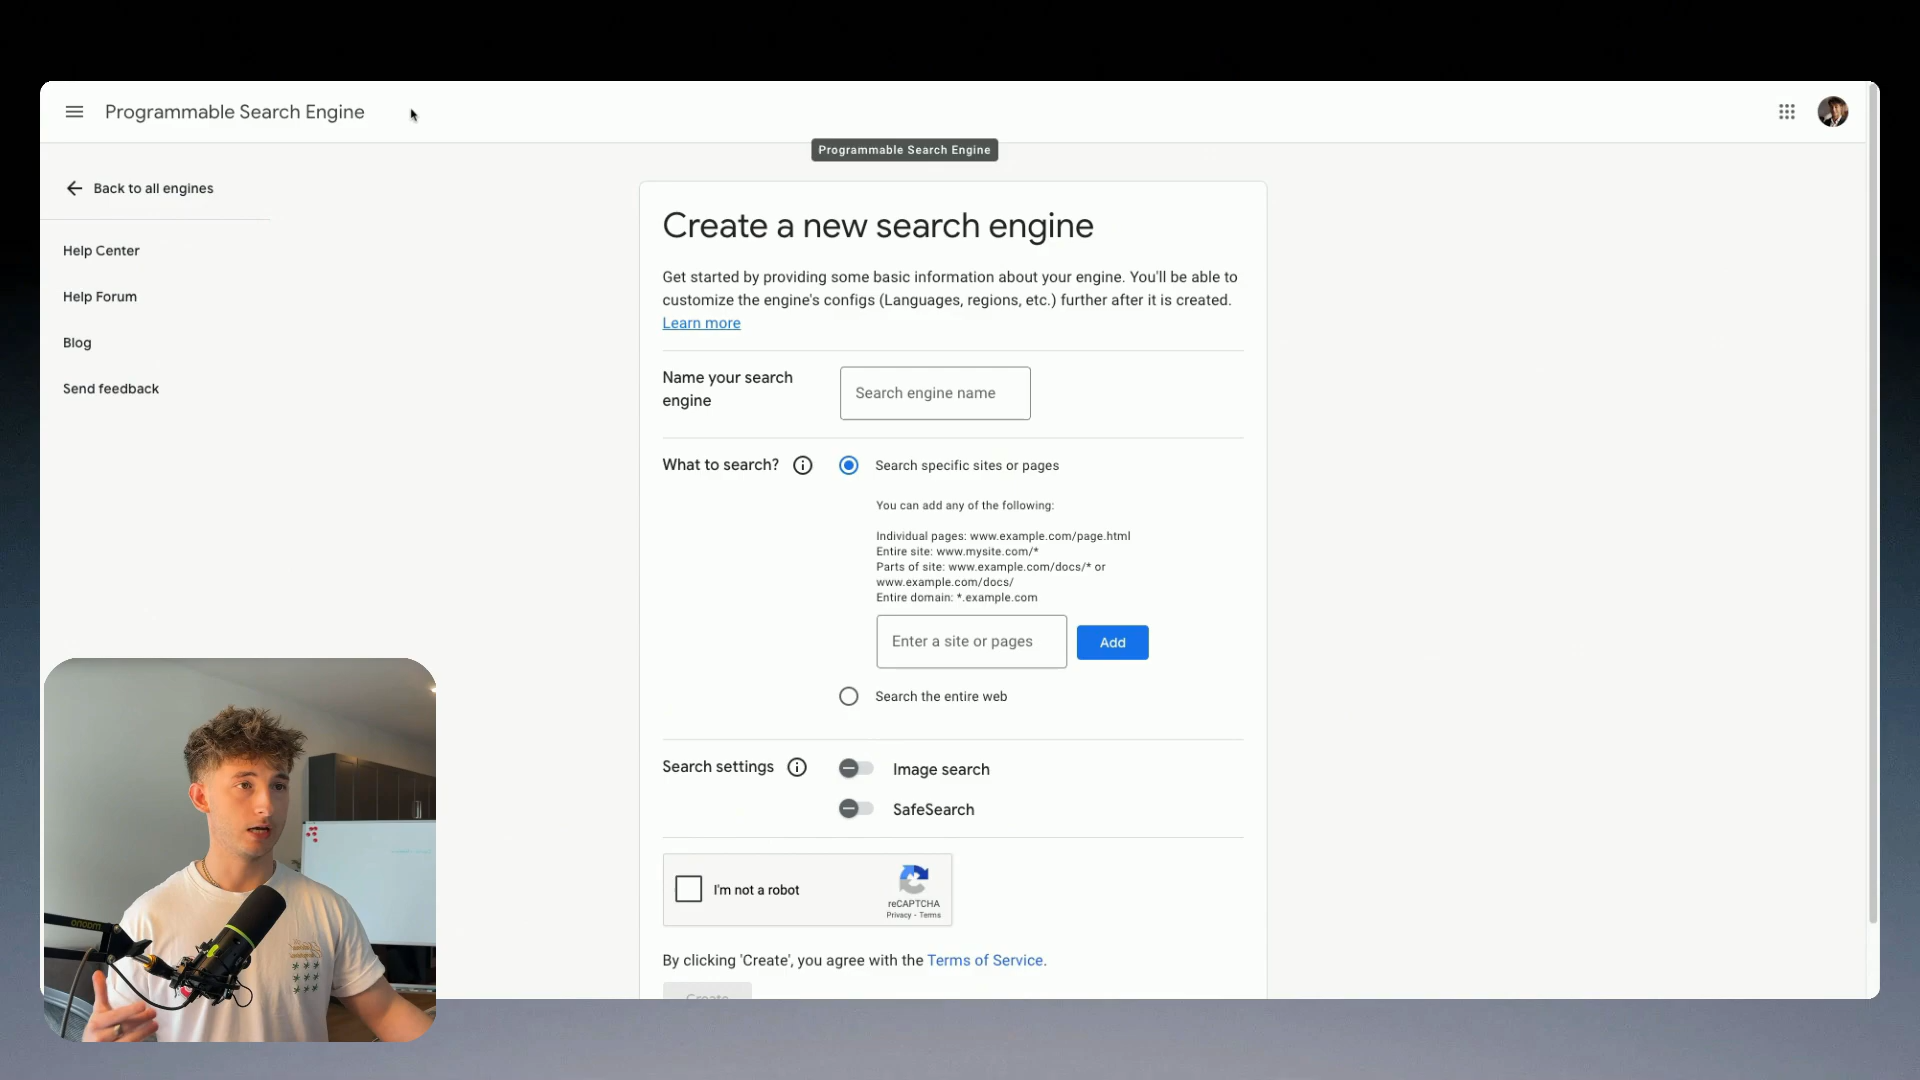 Programmable Search Engine
Programmable Search Engine
Back to all engines
Help Center
Help Forum
Blog
Send feedback
Create a new search engine
Get started by providing some basic information about your engine. You'll be able to
customize the engine's configs (Languages, regions, etc.) further after it is created.
Learn more
Name your search
engine
Search engine name
What to search?
Search specific sites or pages
You can add any of the following:
Individual pages: www.example.com/page.html
Entire site: www.mysite.com/*
Parts of site: www.example.com/docs/* or
www.example.com/docs/
Entire domain: *.example.com
Enter a site or pages
Add
Search the entire web
Search settings
Image search
SafeSearch
I'm not a robot
reCAPTCHA
Privacy - Terms
By clicking 'Create', you agree with the Terms of Service.
Create